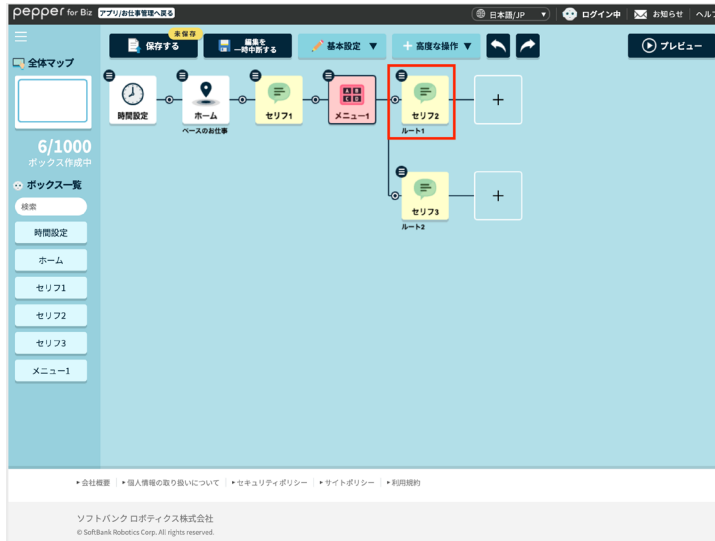 pepper for Biz アプリ/お仕事管理へ戻る 日本語/JP ▼ ログイン中 お知らせ ヘル
未保存
保存する 編集を一時中断する 基本設定 ▼ + 高度な操作 ▼ プレビュー
全体マップ
6/1000
ボックス作成中
ボックス一覧
検索
時間設定
ホーム
セリフ1
セリフ2
セリフ3
メニュー1
時間設定 ホーム セリフ1 メニュー1 セリフ2 +
ベースのお仕事 ルート1
A B C D
セリフ3 +
ルート2
会社概要 個人情報の取り扱いについて セキュリティポリシー サイトポリシー 利用規約
ソフトバンク ロボティクス株式会社
© SoftBank Robotics Corp. All rights reserved.